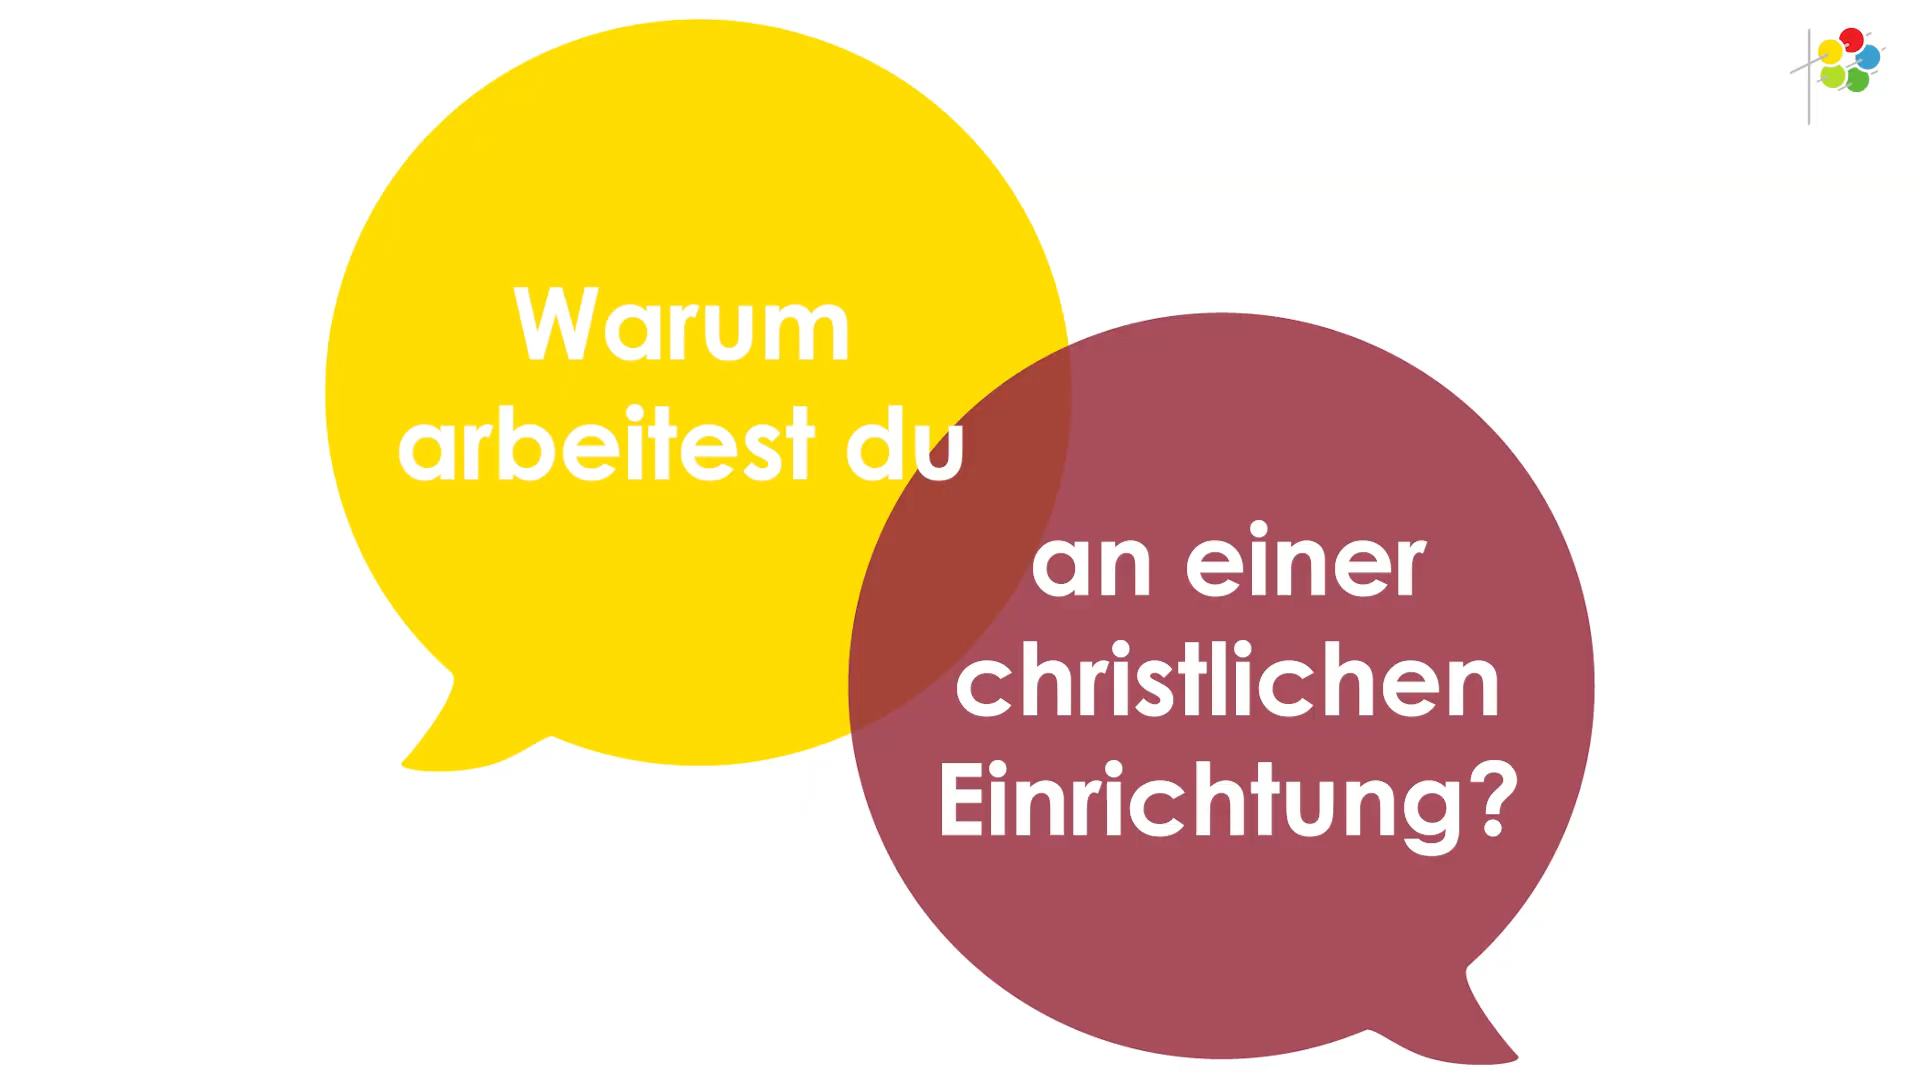 Warum
arbeitest du
an einer
christlichen
Einrichtung?